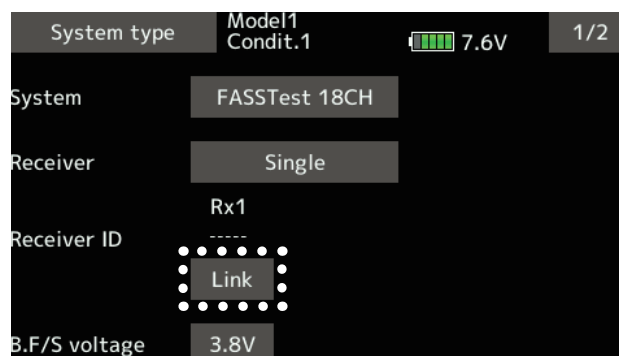 System type
Model1
Condit.1
7.6V
1/2
System
FASSTest 18CH
Receiver
Single
Rx1
Receiver ID
-----
Link
B.F/S voltage
3.8V